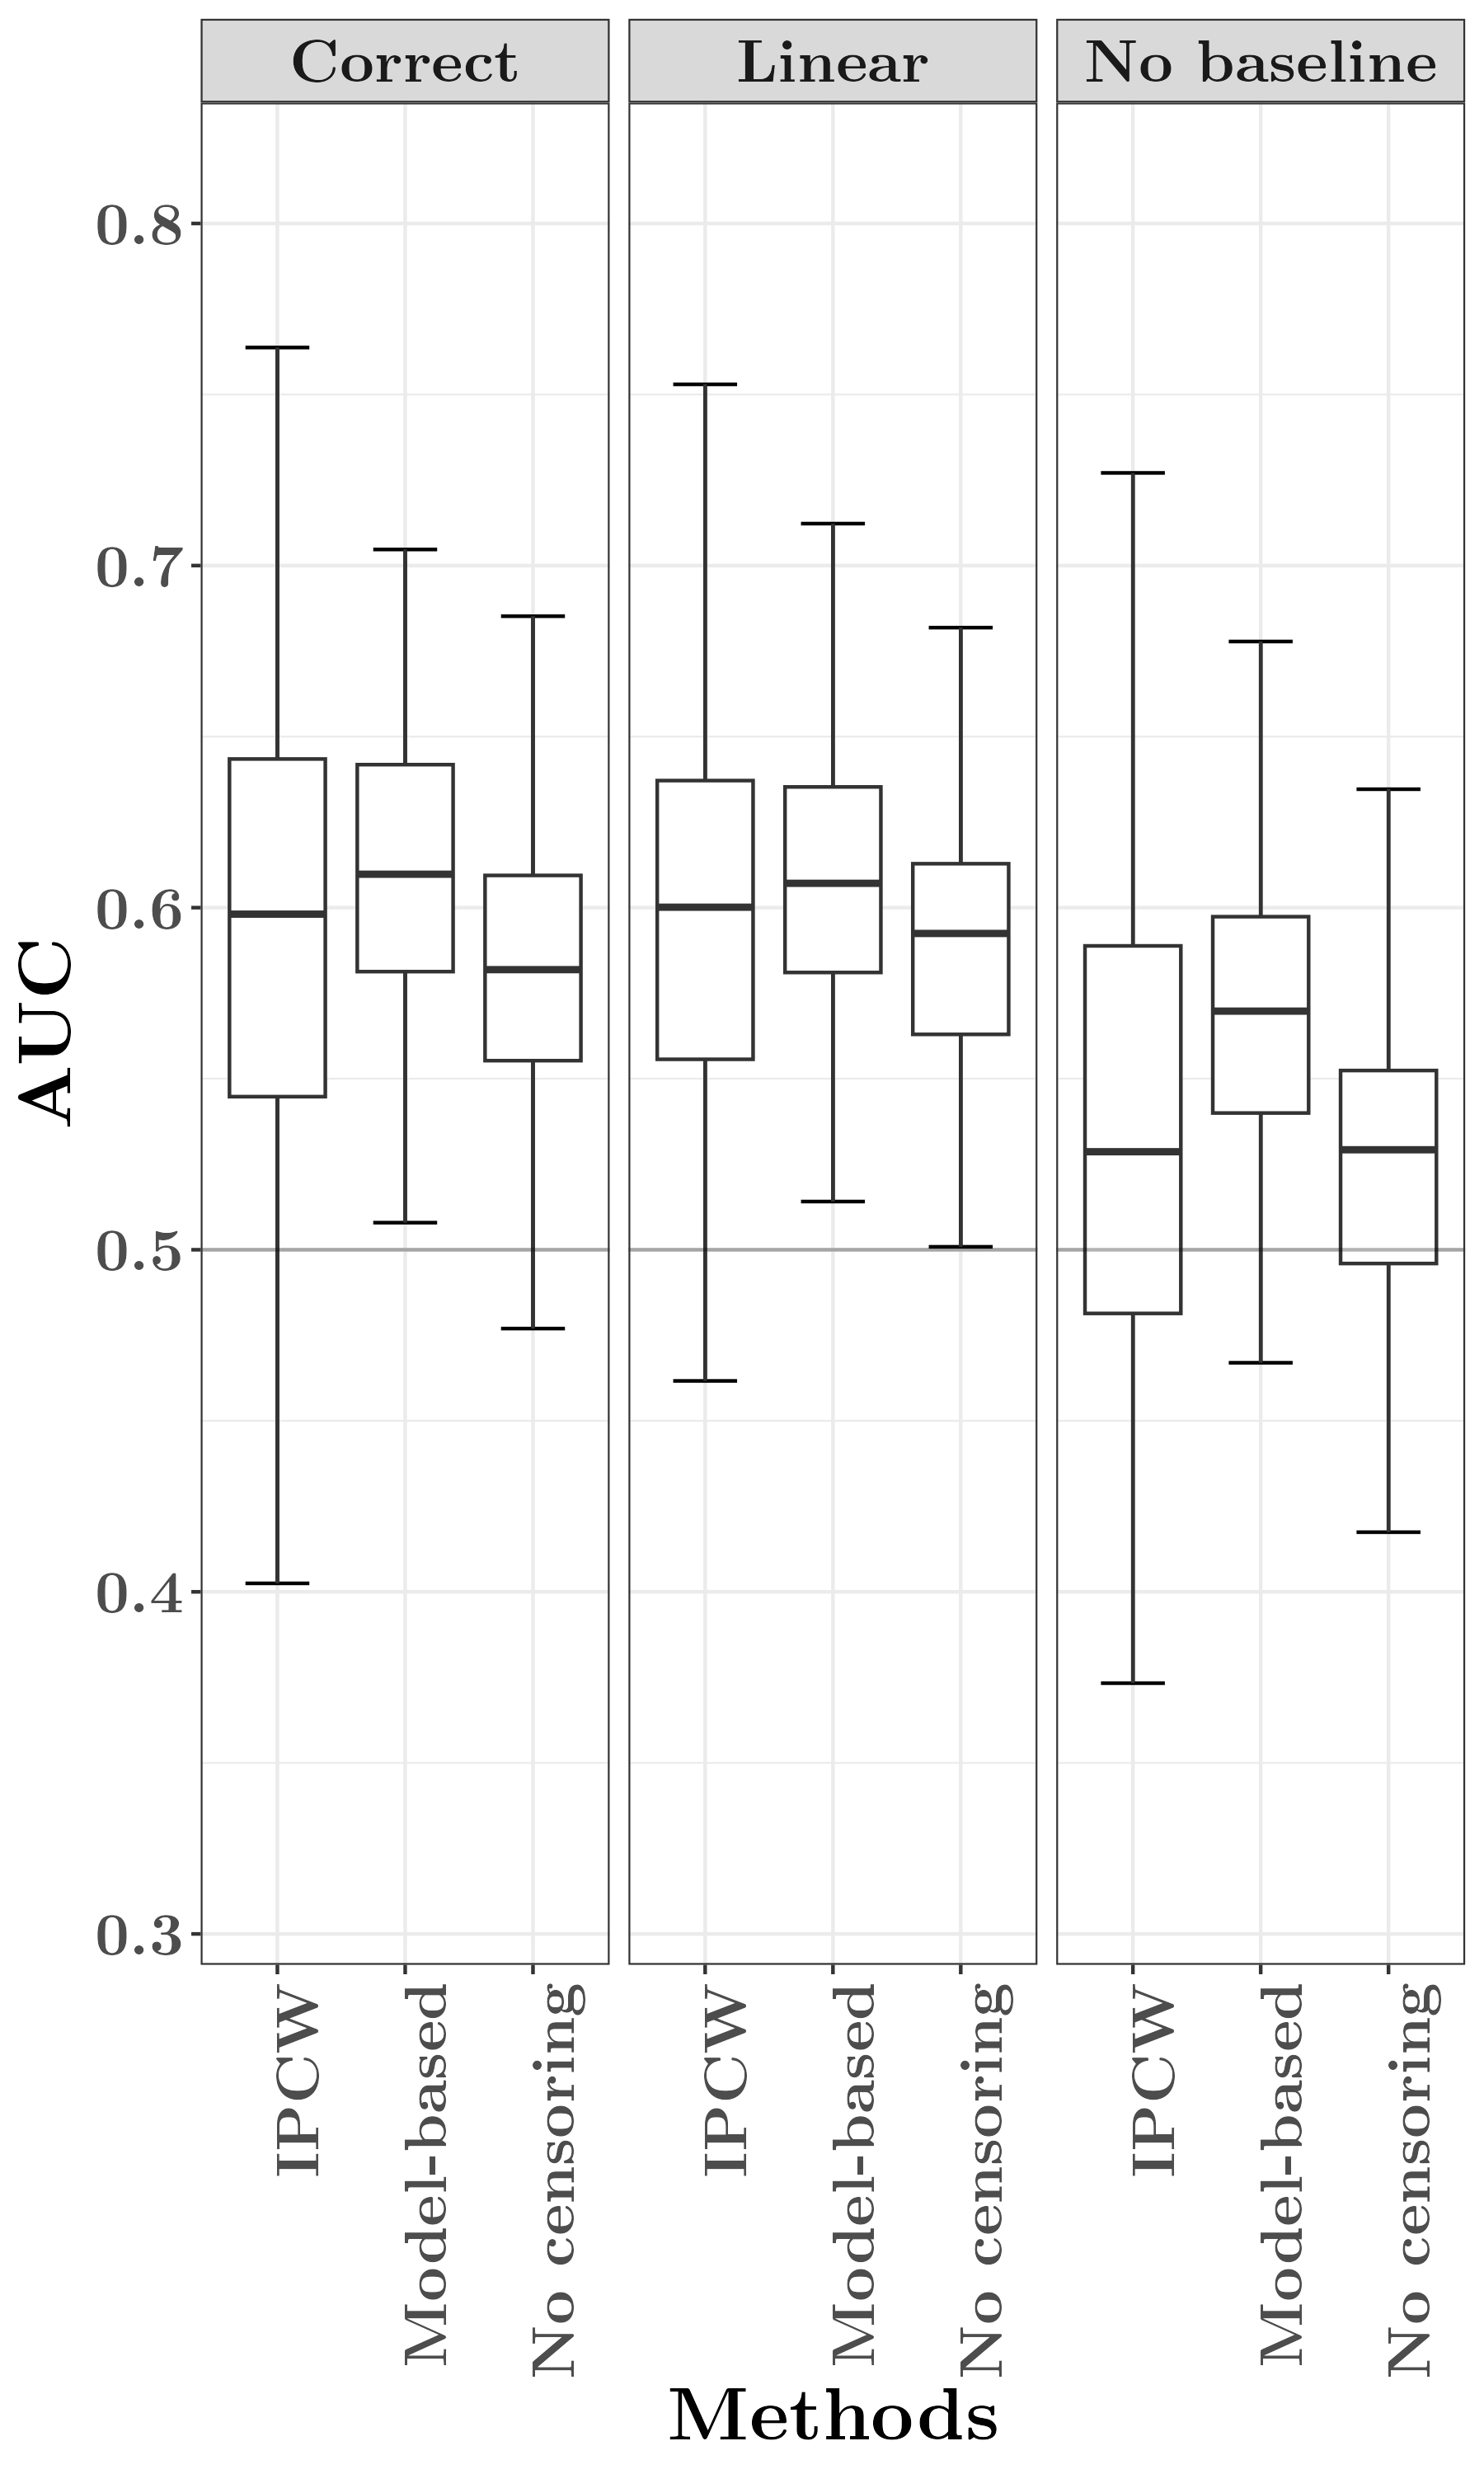 Correct Linear No baseline
0.8
0.7
0.6
0.5
0.4
0.3
AUC
IPCW Model-based No censoring IPCW Model-based No censoring IPCW Model-based No censoring
Methods